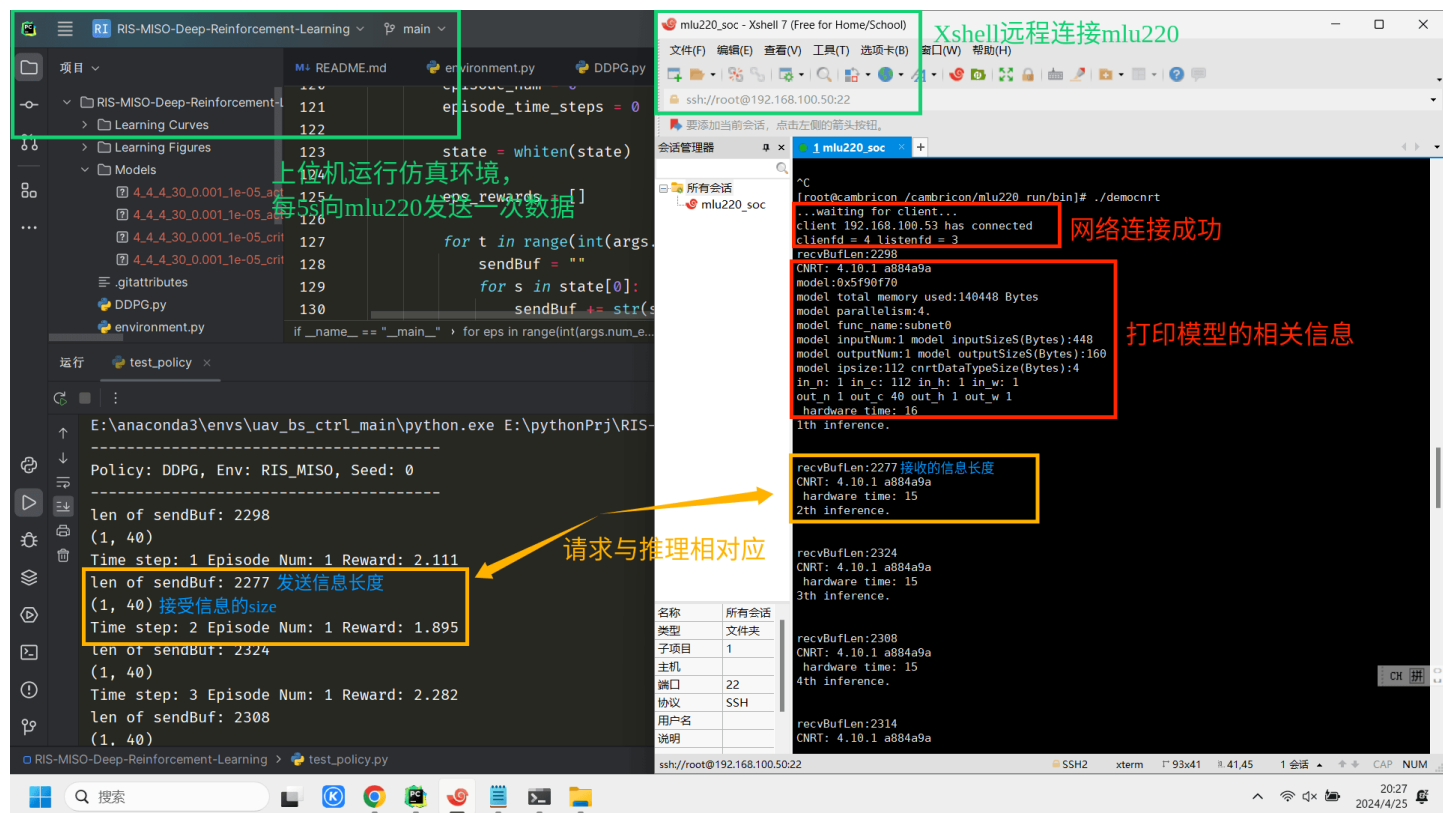 RI RIS-MISO-Deep-Reinforcement-Learning main
项目
README.md environment.py DDPG.py
RIS-MISO-Deep-Reinforcement-L
Learning Curves
Learning Figures
Models
4_4_4_30_0.001_1e-05_act
4_4_4_30_0.001_1e-05_a
4_4_4_30_0.001_1e-05_crit
4_4_4_30_0.001_1e-05_crit
.gitattributes
DDPG.py
environment.py
120 episode_num = 0
121 episode_time_steps = 0
122
123 state = whiten(state)
124
125 eps_rewards = []
126
127 for t in range(int(args.
128 sendBuf = ""
129 for s in state[0]:
130 sendBuf += str(s
if __name__ == "__main__" › for eps in range(int(args.num_e...
上位机运行仿真环境，
每5s向mlu220发送一次数据
运行 test_policy
E:\anaconda3\envs\uav_bs_ctrl_main\python.exe E:\pythonPrj\RIS-
----------------------------------------
Policy: DDPG, Env: RIS_MISO, Seed: 0
----------------------------------------
len of sendBuf: 2298
(1, 40)
Time step: 1 Episode Num: 1 Reward: 2.111
len of sendBuf: 2277 发送信息长度
(1, 40) 接受信息的size
Time step: 2 Episode Num: 1 Reward: 1.895
len of sendBuf: 2324
(1, 40)
Time step: 3 Episode Num: 1 Reward: 2.282
len of sendBuf: 2308
(1, 40)
请求与推理相对应
RIS-MISO-Deep-Reinforcement-Learning > test_policy.py
mlu220_soc - Xshell 7 (Free for Home/School)
Xshell远程连接mlu220
文件(F) 编辑(E) 查看(V) 工具(T) 选项卡(B) 窗口(W) 帮助(H)
ssh://root@192.168.100.50:22
要添加当前会话，点击左侧的箭头按钮。
会话管理器
1 mlu220_soc
所有会话
mlu220_soc
^C
[root@cambricon /cambricon/mlu220_run/bin]# ./democnrt
...waiting for client...
client 192.168.100.53 has connected
clienfd = 4 listenfd = 3
网络连接成功
recvBufLen:2298
CNRT: 4.10.1 a884a9a
model:0x5f90f70
model total memory used:140448 Bytes
model parallelism:4.
model func_name:subnet0
model inputNum:1 model inputSizeS(Bytes):448
model outputNum:1 model outputSizeS(Bytes):160
model ipsize:112 cnrtDataTypeSize(Bytes):4
in_n: 1 in_c: 112 in_h: 1 in_w: 1
out_n 1 out_c 40 out_h 1 out_w 1
hardware time: 16
打印模型的相关信息
1th inference.
recvBufLen:2277 接收的信息长度
CNRT: 4.10.1 a884a9a
hardware time: 15
2th inference.
recvBufLen:2324
CNRT: 4.10.1 a884a9a
hardware time: 15
3th inference.
recvBufLen:2308
CNRT: 4.10.1 a884a9a
hardware time: 15
4th inference.
recvBufLen:2314
CNRT: 4.10.1 a884a9a
名称 所有会话
类型 文件夹
子项目 1
主机
端口 22
协议 SSH
用户名
说明
CH 拼
ssh://root@192.168.100.50:22 SSH2 xterm 93x41 41,45 1 会话 CAP NUM
搜索
20:27
2024/4/25